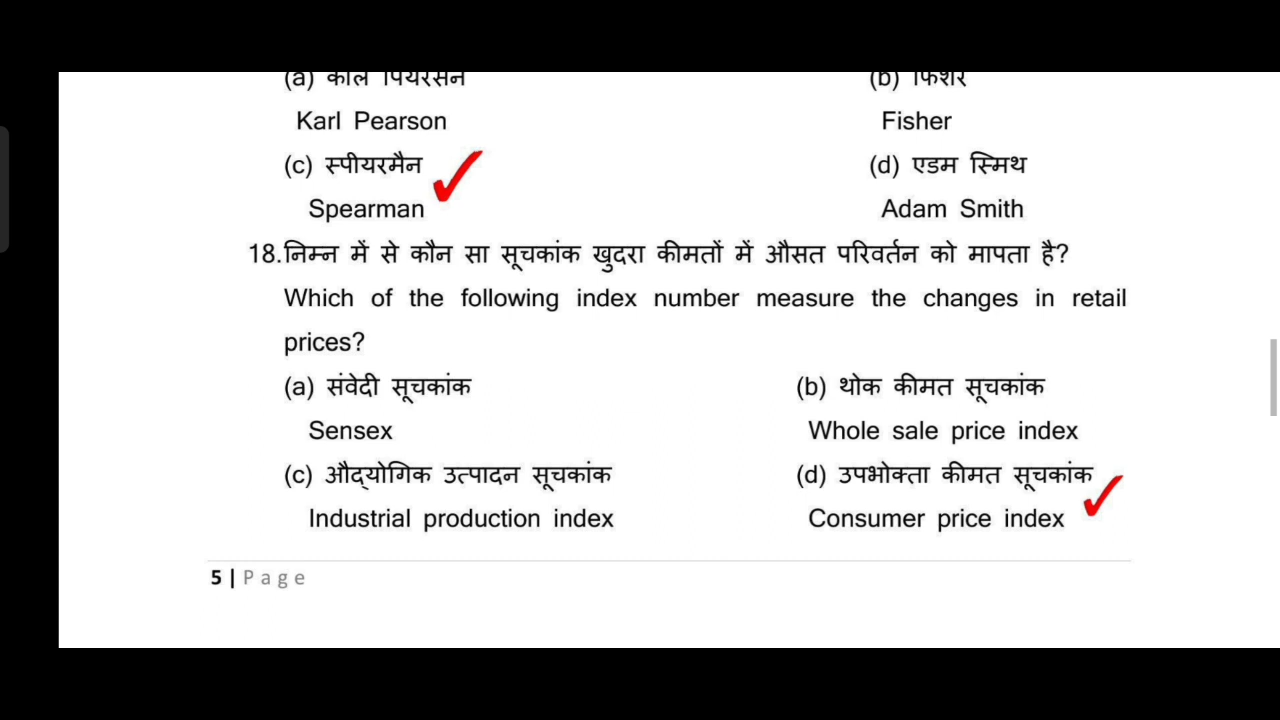 (a) कार्ल पियरसन (b) फिशर
Karl Pearson Fisher
(c) स्पीयरमैन (d) एडम स्मिथ
Spearman Adam Smith
18.निम्न में से कौन सा सूचकांक खुदरा कीमतों में औसत परिवर्तन को मापता है?
Which of the following index number measure the changes in retail
prices?
(a) संवेदी सूचकांक (b) थोक कीमत सूचकांक
Sensex Whole sale price index
(c) औद्योगिक उत्पादन सूचकांक (d) उपभोक्ता कीमत सूचकांक
Industrial production index Consumer price index
5 | Page